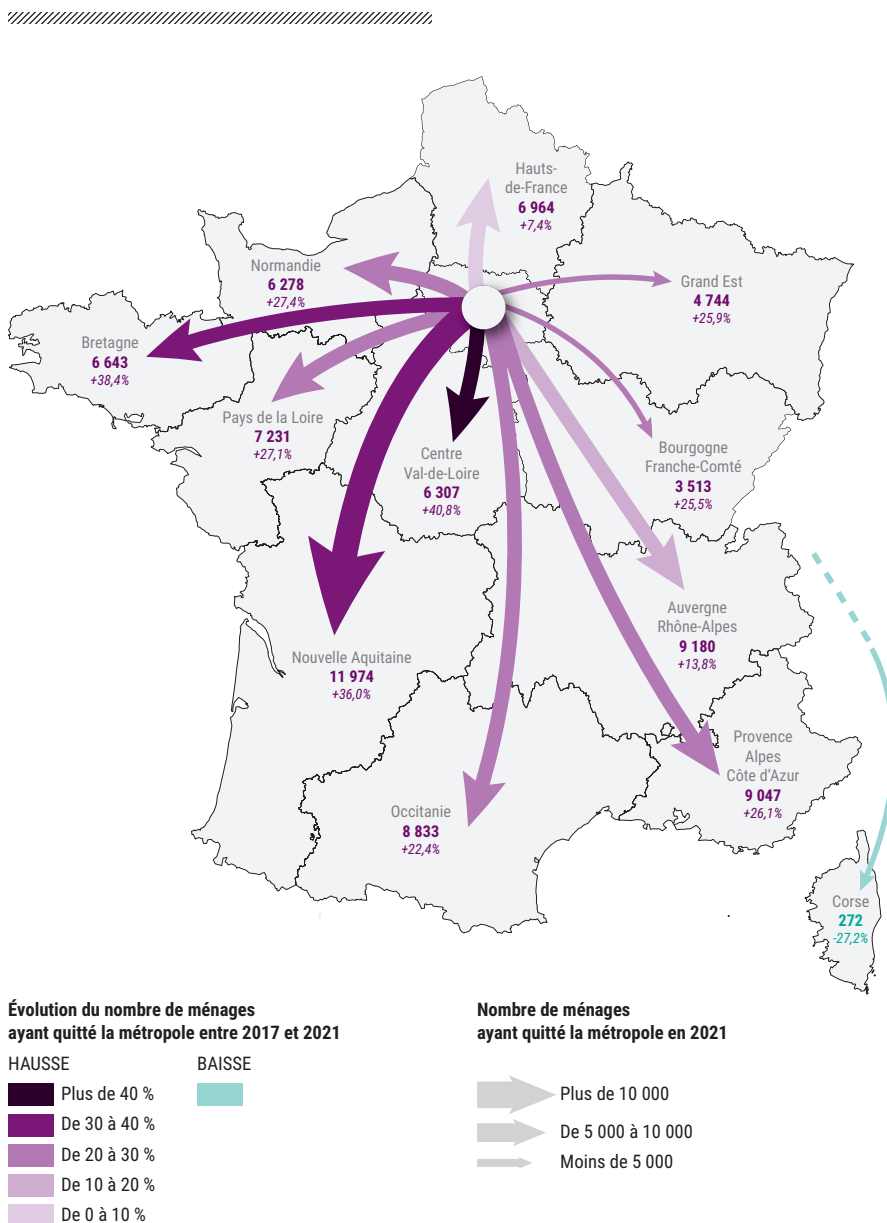 Hauts-
de-France
6 964
+7,4%
Normandie
6 278
+27,4%
Grand Est
4 744
+25,9%
Bretagne
6 643
+38,4%
Pays de la Loire
7 231
+27,1%
Centre
Val-de-Loire
6 307
+40,8%
Bourgogne
Franche-Comté
3 513
+25,5%
Auvergne
Rhône-Alpes
9 180
+13,8%
Nouvelle Aquitaine
11 974
+36,0%
Provence
Alpes
Côte d'Azur
9 047
+26,1%
Occitanie
8 833
+22,4%
Corse
272
-27,2%
Évolution du nombre de ménages
ayant quitté la métropole entre 2017 et 2021
HAUSSE
BAISSE
Plus de 40 %
De 30 à 40 %
De 20 à 30 %
De 10 à 20 %
De 0 à 10 %
Nombre de ménages
ayant quitté la métropole en 2021
Plus de 10 000
De 5 000 à 10 000
Moins de 5 000